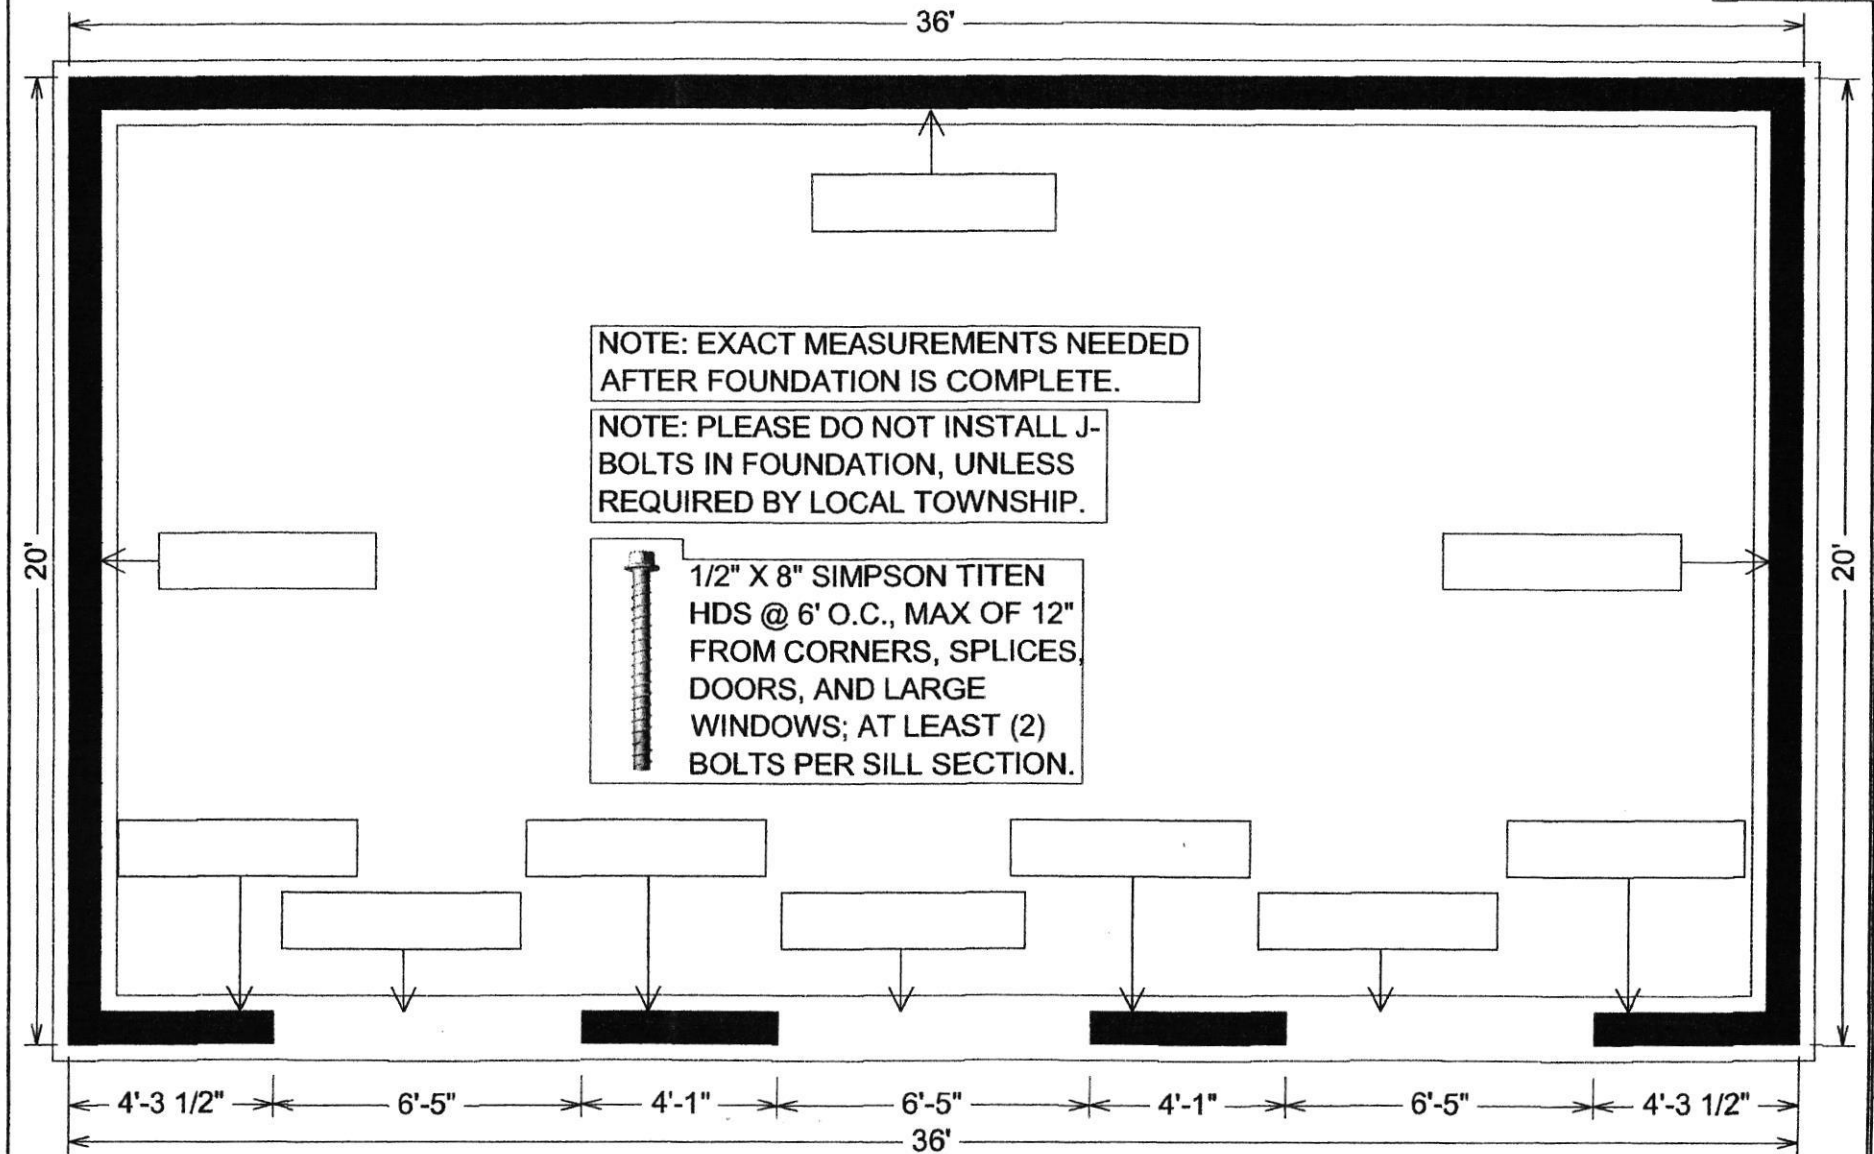 36'
20'
20'
NOTE: EXACT MEASUREMENTS NEEDED
AFTER FOUNDATION IS COMPLETE.
NOTE: PLEASE DO NOT INSTALL J-
BOLTS IN FOUNDATION, UNLESS
REQUIRED BY LOCAL TOWNSHIP.
1/2" X 8" SIMPSON TITEN
HDS @ 6' O.C., MAX OF 12"
FROM CORNERS, SPLICES,
DOORS, AND LARGE
WINDOWS; AT LEAST (2)
BOLTS PER SILL SECTION.
4'-3 1/2" 6'-5" 4'-1" 6'-5" 4'-1" 6'-5" 4'-3 1/2"
36'